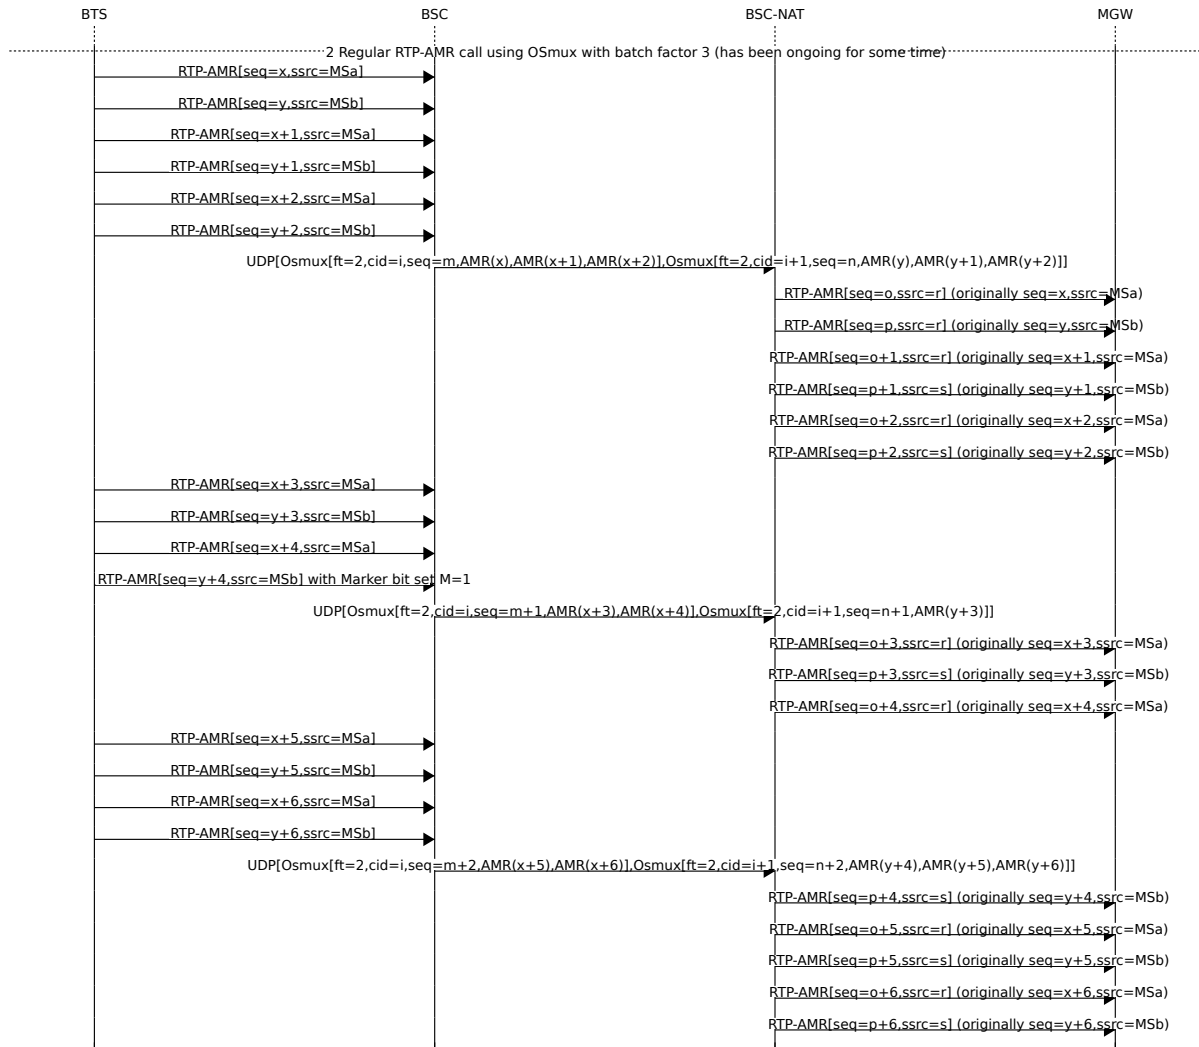 BTS BSC BSC-NAT MGW
2 Regular RTP-AMR call using OSmux with batch factor 3 (has been ongoing for some time)
RTP-AMR[seq=x,ssrc=MSa]
RTP-AMR[seq=y,ssrc=MSb]
RTP-AMR[seq=x+1,ssrc=MSa]
RTP-AMR[seq=y+1,ssrc=MSb]
RTP-AMR[seq=x+2,ssrc=MSa]
RTP-AMR[seq=y+2,ssrc=MSb]
UDP[Osmux[ft=2,cid=i,seq=m,AMR(x),AMR(x+1),AMR(x+2)],Osmux[ft=2,cid=i+1,seq=n,AMR(y),AMR(y+1),AMR(y+2)]]
RTP-AMR[seq=o,ssrc=r] (originally seq=x,ssrc=MSa)
RTP-AMR[seq=p,ssrc=r] (originally seq=y,ssrc=MSb)
RTP-AMR[seq=o+1,ssrc=r] (originally seq=x+1,ssrc=MSa)
RTP-AMR[seq=p+1,ssrc=s] (originally seq=y+1,ssrc=MSb)
RTP-AMR[seq=o+2,ssrc=r] (originally seq=x+2,ssrc=MSa)
RTP-AMR[seq=p+2,ssrc=s] (originally seq=y+2,ssrc=MSb)
RTP-AMR[seq=x+3,ssrc=MSa]
RTP-AMR[seq=y+3,ssrc=MSb]
RTP-AMR[seq=x+4,ssrc=MSa]
RTP-AMR[seq=y+4,ssrc=MSb] with Marker bit set M=1
UDP[Osmux[ft=2,cid=i,seq=m+1,AMR(x+3),AMR(x+4)],Osmux[ft=2,cid=i+1,seq=n+1,AMR(y+3)]]
RTP-AMR[seq=o+3,ssrc=r] (originally seq=x+3,ssrc=MSa)
RTP-AMR[seq=p+3,ssrc=s] (originally seq=y+3,ssrc=MSb)
RTP-AMR[seq=o+4,ssrc=r] (originally seq=x+4,ssrc=MSa)
RTP-AMR[seq=x+5,ssrc=MSa]
RTP-AMR[seq=y+5,ssrc=MSb]
RTP-AMR[seq=x+6,ssrc=MSa]
RTP-AMR[seq=y+6,ssrc=MSb]
UDP[Osmux[ft=2,cid=i,seq=m+2,AMR(x+5),AMR(x+6)],Osmux[ft=2,cid=i+1,seq=n+2,AMR(y+4),AMR(y+5),AMR(y+6)]]
RTP-AMR[seq=p+4,ssrc=s] (originally seq=y+4,ssrc=MSb)
RTP-AMR[seq=o+5,ssrc=r] (originally seq=x+5,ssrc=MSa)
RTP-AMR[seq=p+5,ssrc=s] (originally seq=y+5,ssrc=MSb)
RTP-AMR[seq=o+6,ssrc=r] (originally seq=x+6,ssrc=MSa)
RTP-AMR[seq=p+6,ssrc=s] (originally seq=y+6,ssrc=MSb)